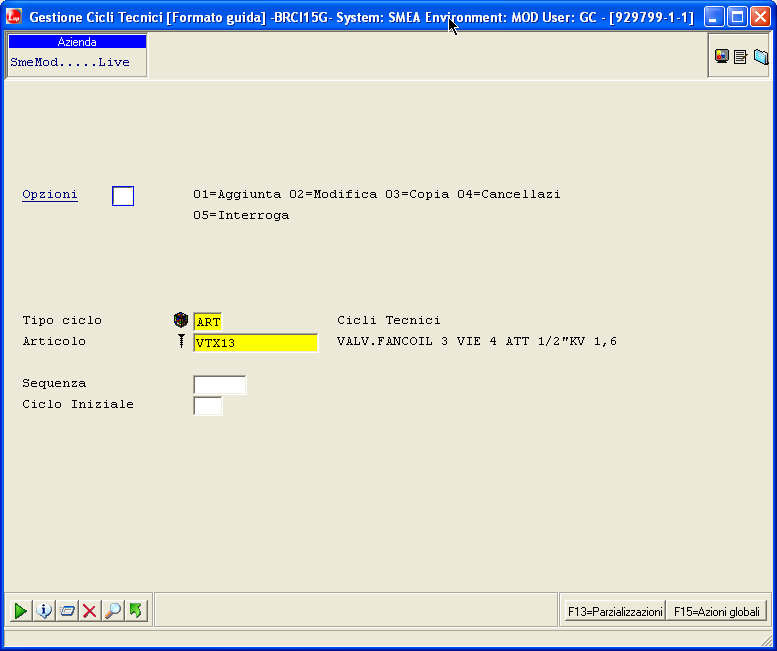 Gestione Cicli Tecnici [Formato guida] -BRCI15G- System: SMEA Environment: MOD User: GC - [929799-1-1]
Azienda
SmeMod.....Live
Opzioni 01=Aggiunta 02=Modifica 03=Copia 04=Cancellazi
05=Interroga
Tipo ciclo ART Cicli Tecnici
Articolo VTX13 VALV.FANCOIL 3 VIE 4 ATT 1/2"KV 1,6
Sequenza
Ciclo Iniziale
F13=Parzializzazioni F15=Azioni globali